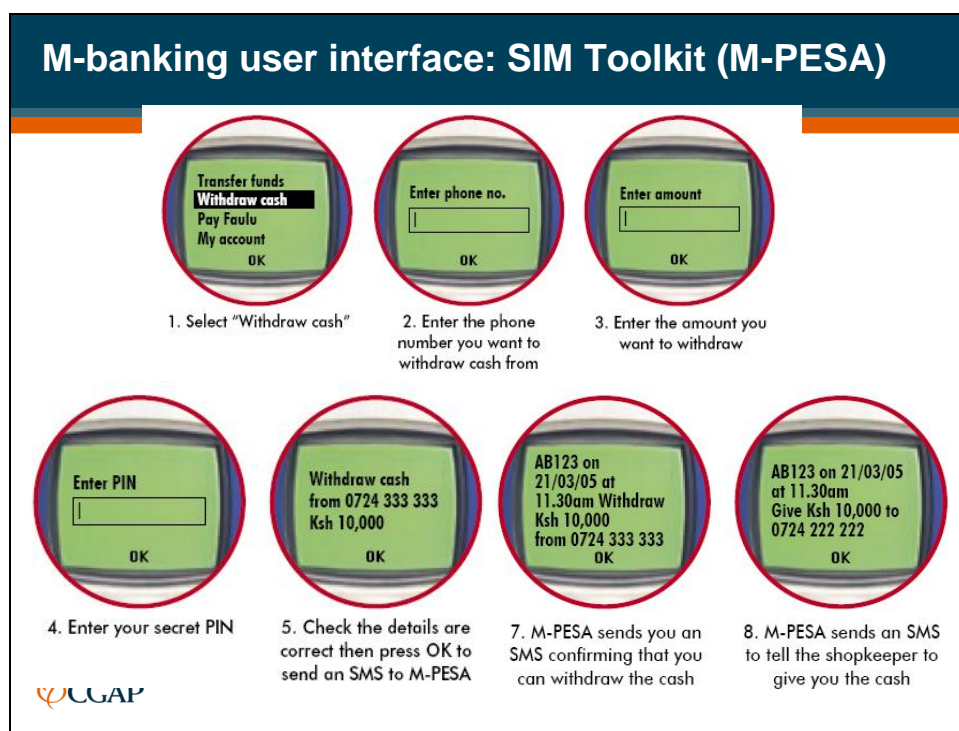 M-banking user interface: SIM Toolkit (M-PESA)
Transfer funds
Withdraw cash
Pay Faulu
My account
OK
1. Select "Withdraw cash"
Enter phone no.
OK
2. Enter the phone
number you want to
withdraw cash from
Enter amount
OK
3. Enter the amount you
want to withdraw
Enter PIN
OK
4. Enter your secret PIN
Withdraw cash
from 0724 333 333
Ksh 10,000
OK
5. Check the details are
correct then press OK to
send an SMS to M-PESA
AB123 on
21/03/05 at
11.30am Withdraw
Ksh 10,000
from 0724 333 333
OK
7. M-PESA sends you an
SMS confirming that you
can withdraw the cash
AB123 on 21/03/05
at 11.30am
Give Ksh 10,000 to
0724 222 222
OK
8. M-PESA sends an SMS
to tell the shopkeeper to
give you the cash
CGAP